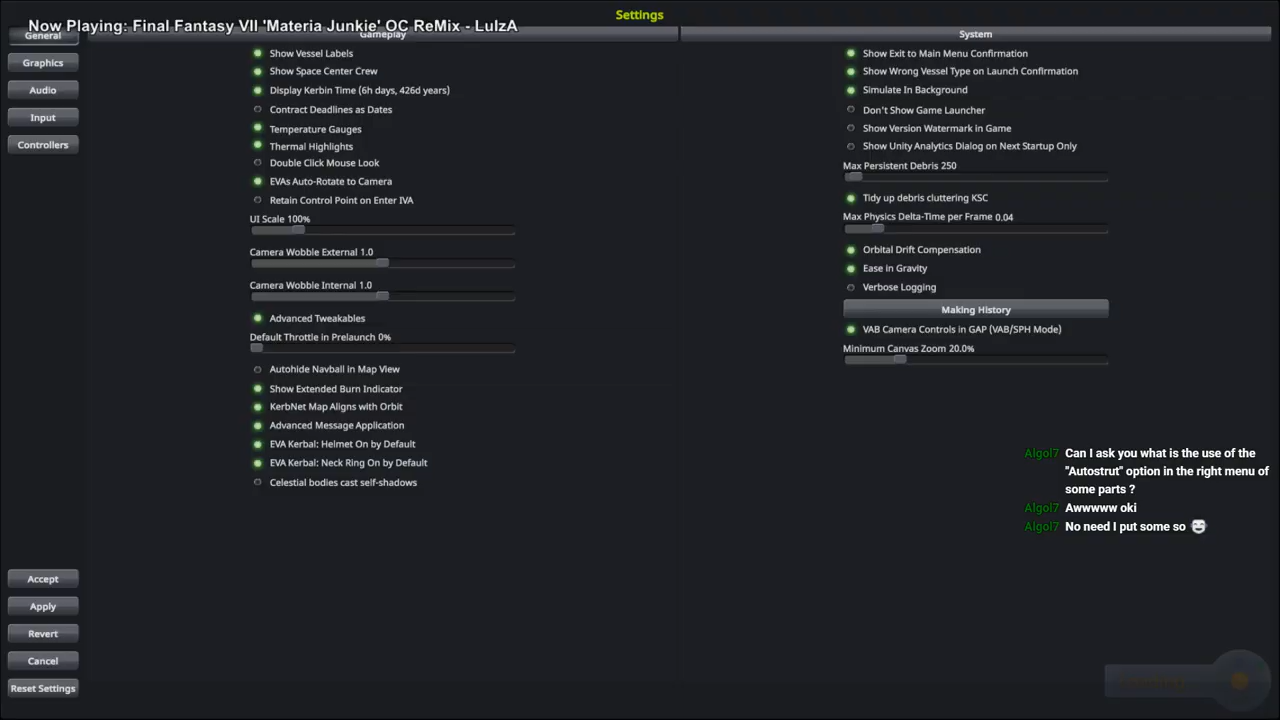 Settings
Now Playing: Final Fantasy VII 'Materia Junkie' OC ReMix - LulzA
General
Graphics
Audio
Input
Controllers
Gameplay
Show Vessel Labels
Show Space Center Crew
Display Kerbin Time (6h days, 426d years)
Contract Deadlines as Dates
Temperature Gauges
Thermal Highlights
Double Click Mouse Look
EVAs Auto-Rotate to Camera
Retain Control Point on Enter IVA
UI Scale 100%
Camera Wobble External 1.0
Camera Wobble Internal 1.0
Advanced Tweakables
Default Throttle in Prelaunch 0%
Autohide Navball in Map View
Show Extended Burn Indicator
KerbNet Map Aligns with Orbit
Advanced Message Application
EVA Kerbal: Helmet On by Default
EVA Kerbal: Neck Ring On by Default
Celestial bodies cast self-shadows
System
Show Exit to Main Menu Confirmation
Show Wrong Vessel Type on Launch Confirmation
Simulate In Background
Don't Show Game Launcher
Show Version Watermark in Game
Show Unity Analytics Dialog on Next Startup Only
Max Persistent Debris 250
Tidy up debris cluttering KSC
Max Physics Delta-Time per Frame 0.04
Orbital Drift Compensation
Ease in Gravity
Verbose Logging
Making History
VAB Camera Controls in GAP (VAB/SPH Mode)
Minimum Canvas Zoom 20.0%
Algol7 Can I ask you what is the use of the
"Autostrut" option in the right menu of
some parts ?
Algol7 Awwwww oki
Algol7 No need I put some so
Accept
Apply
Revert
Cancel
Reset Settings